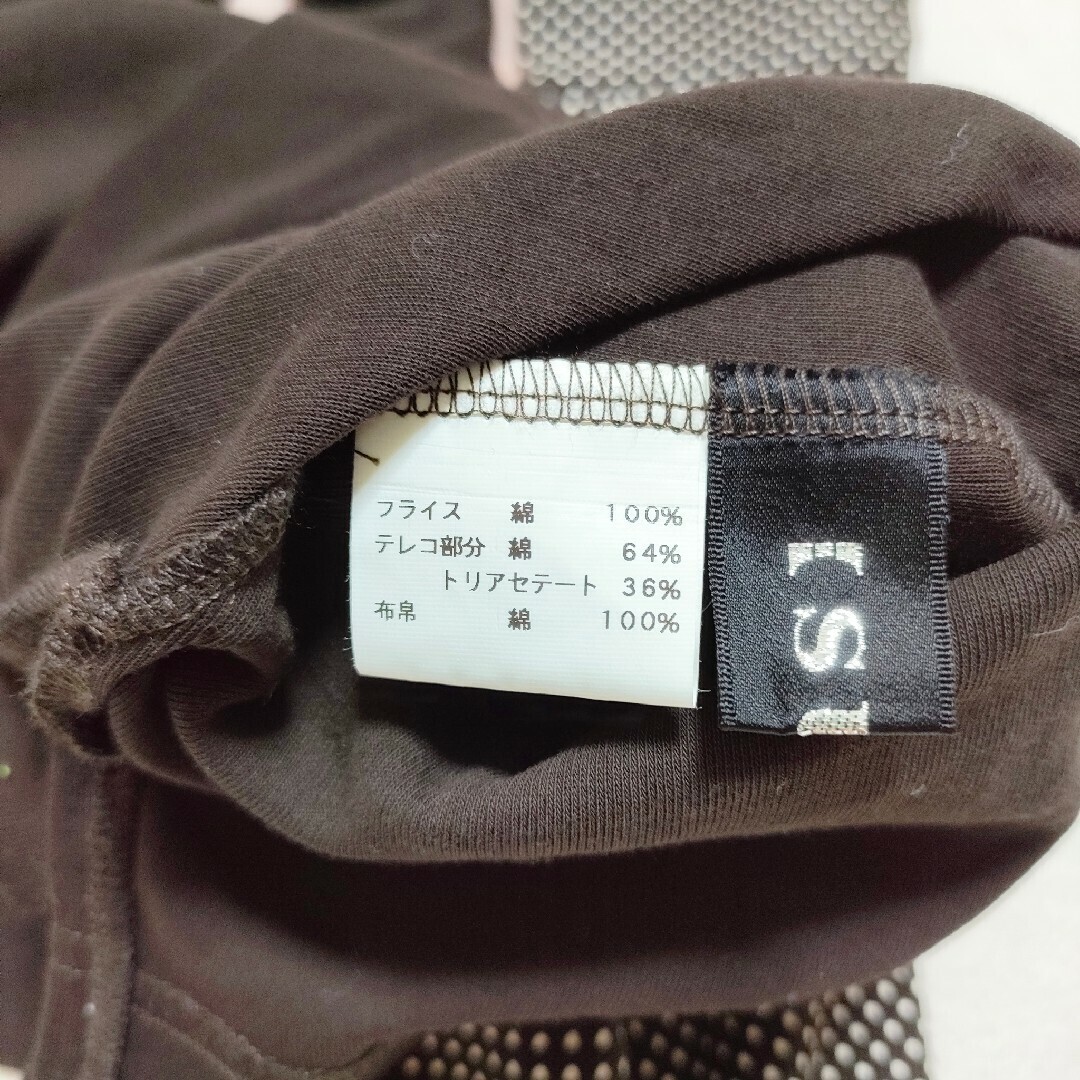 フライス 綿 100%
テレコ部分 綿 64%
トリアセテート 36%
布帛 綿 100%